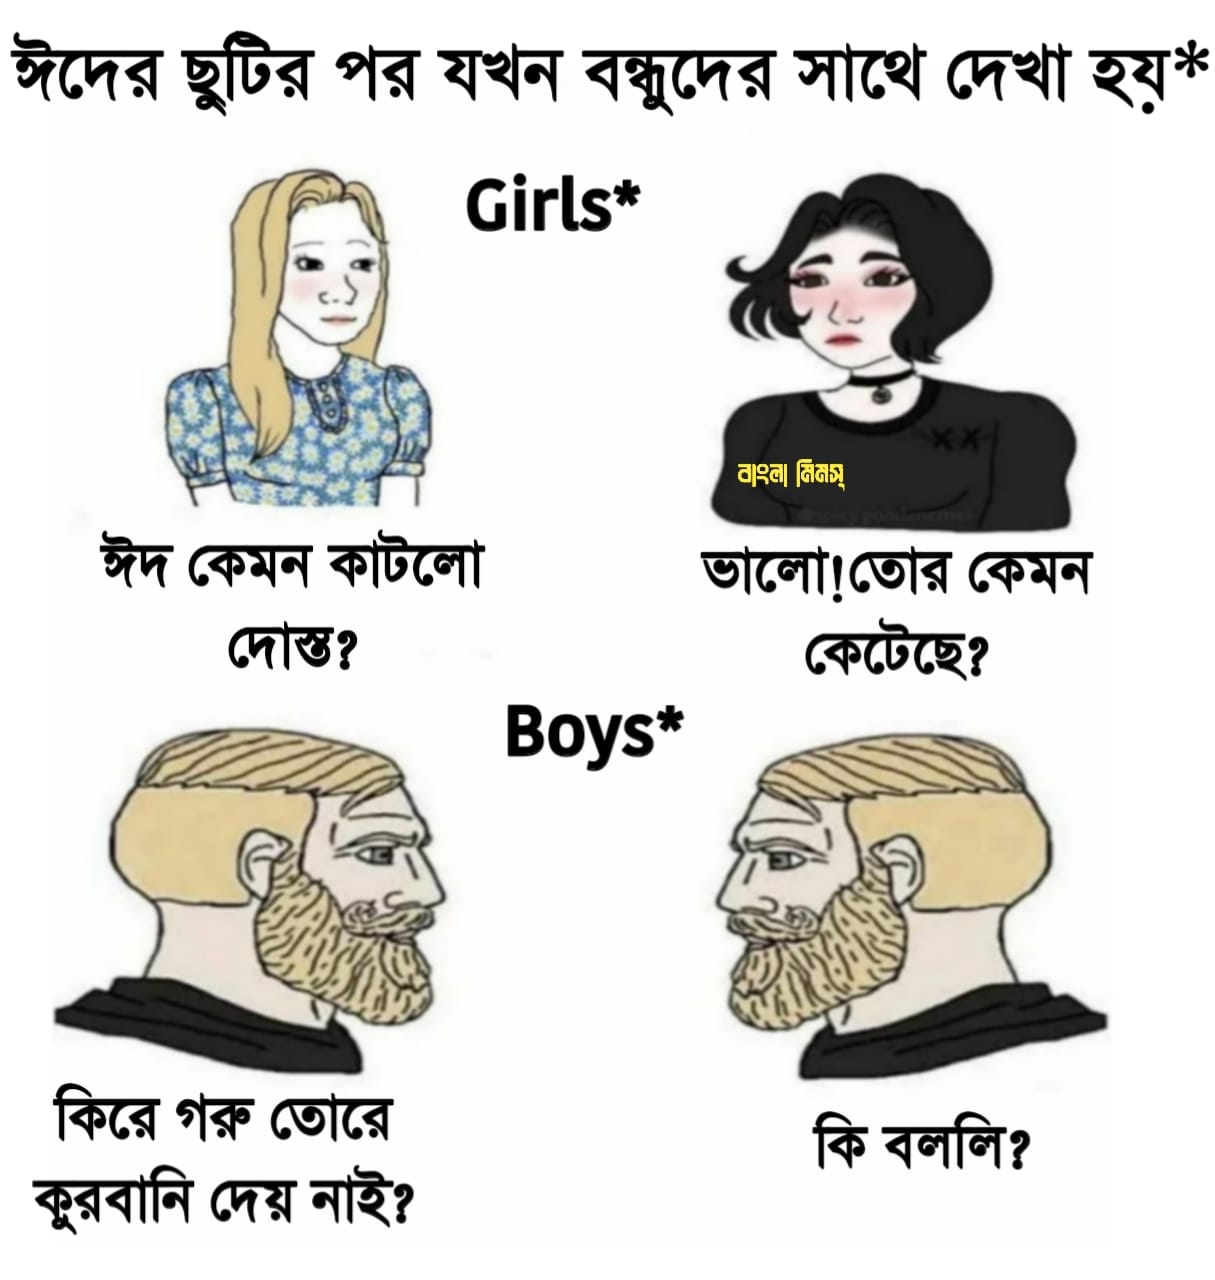 ঈদের ছুটির পর যখন বন্ধুদের সাথে দেখা হয়*
Girls*
বাংলা মিমস্
ঈদ কেমন কাটলো
দোস্ত?
ভালো!তোর কেমন
কেটেছে?
Boys*
কিরে গরু তোরে
কুরবানি দেয় নাই?
কি বললি?